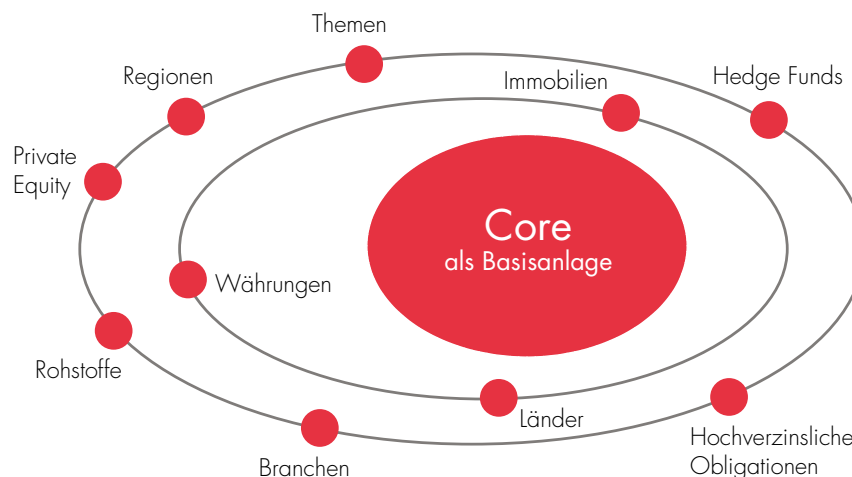 Themen
Regionen
Immobilien
Hedge Funds
Private
Equity
Core
als Basisanlage
Währungen
Rohstoffe
Länder
Branchen
Hochverzinsliche
Obligationen